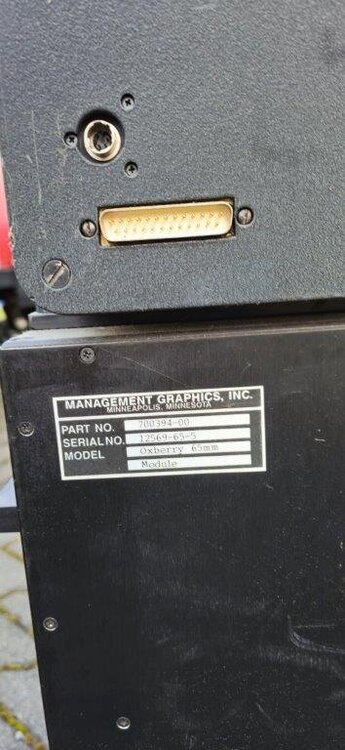 MANAGEMENT GRAPHICS, INC.
MINNEAPOLIS, MINNESOTA
PART NO. 700394-00
SERIAL NO. 12569-65-5
MODEL Oxberry 65mm
Module